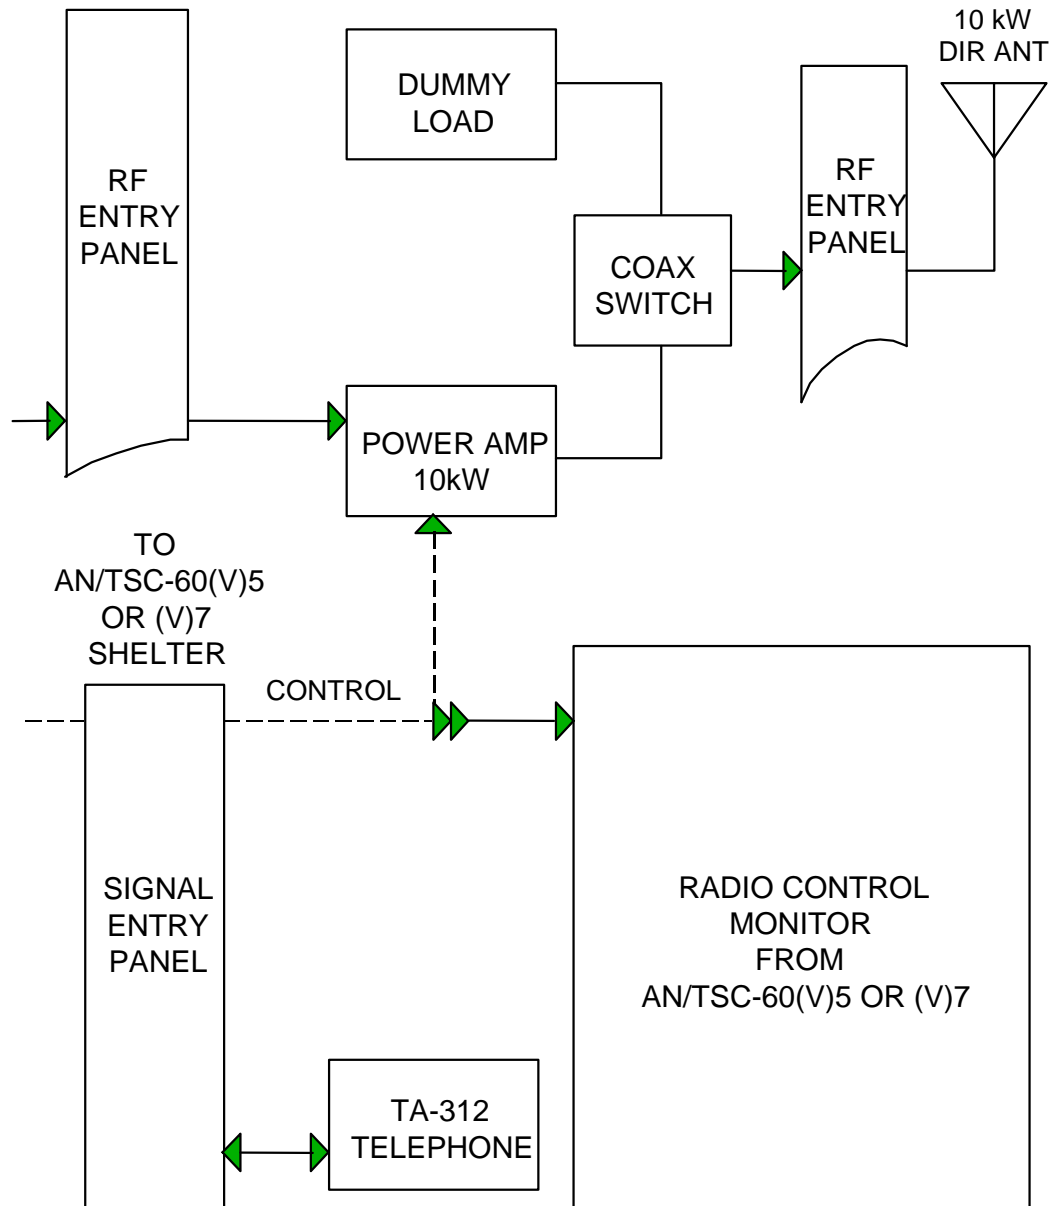 10 kW
DIR ANT
DUMMY
LOAD
RF
ENTRY
PANEL
RF
ENTRY
PANEL
COAX
SWITCH
POWER AMP
10kW
TO
AN/TSC-60(V)5
OR (V)7
SHELTER
CONTROL
SIGNAL
ENTRY
PANEL
RADIO CONTROL
MONITOR
FROM
AN/TSC-60(V)5 OR (V)7
TA-312
TELEPHONE